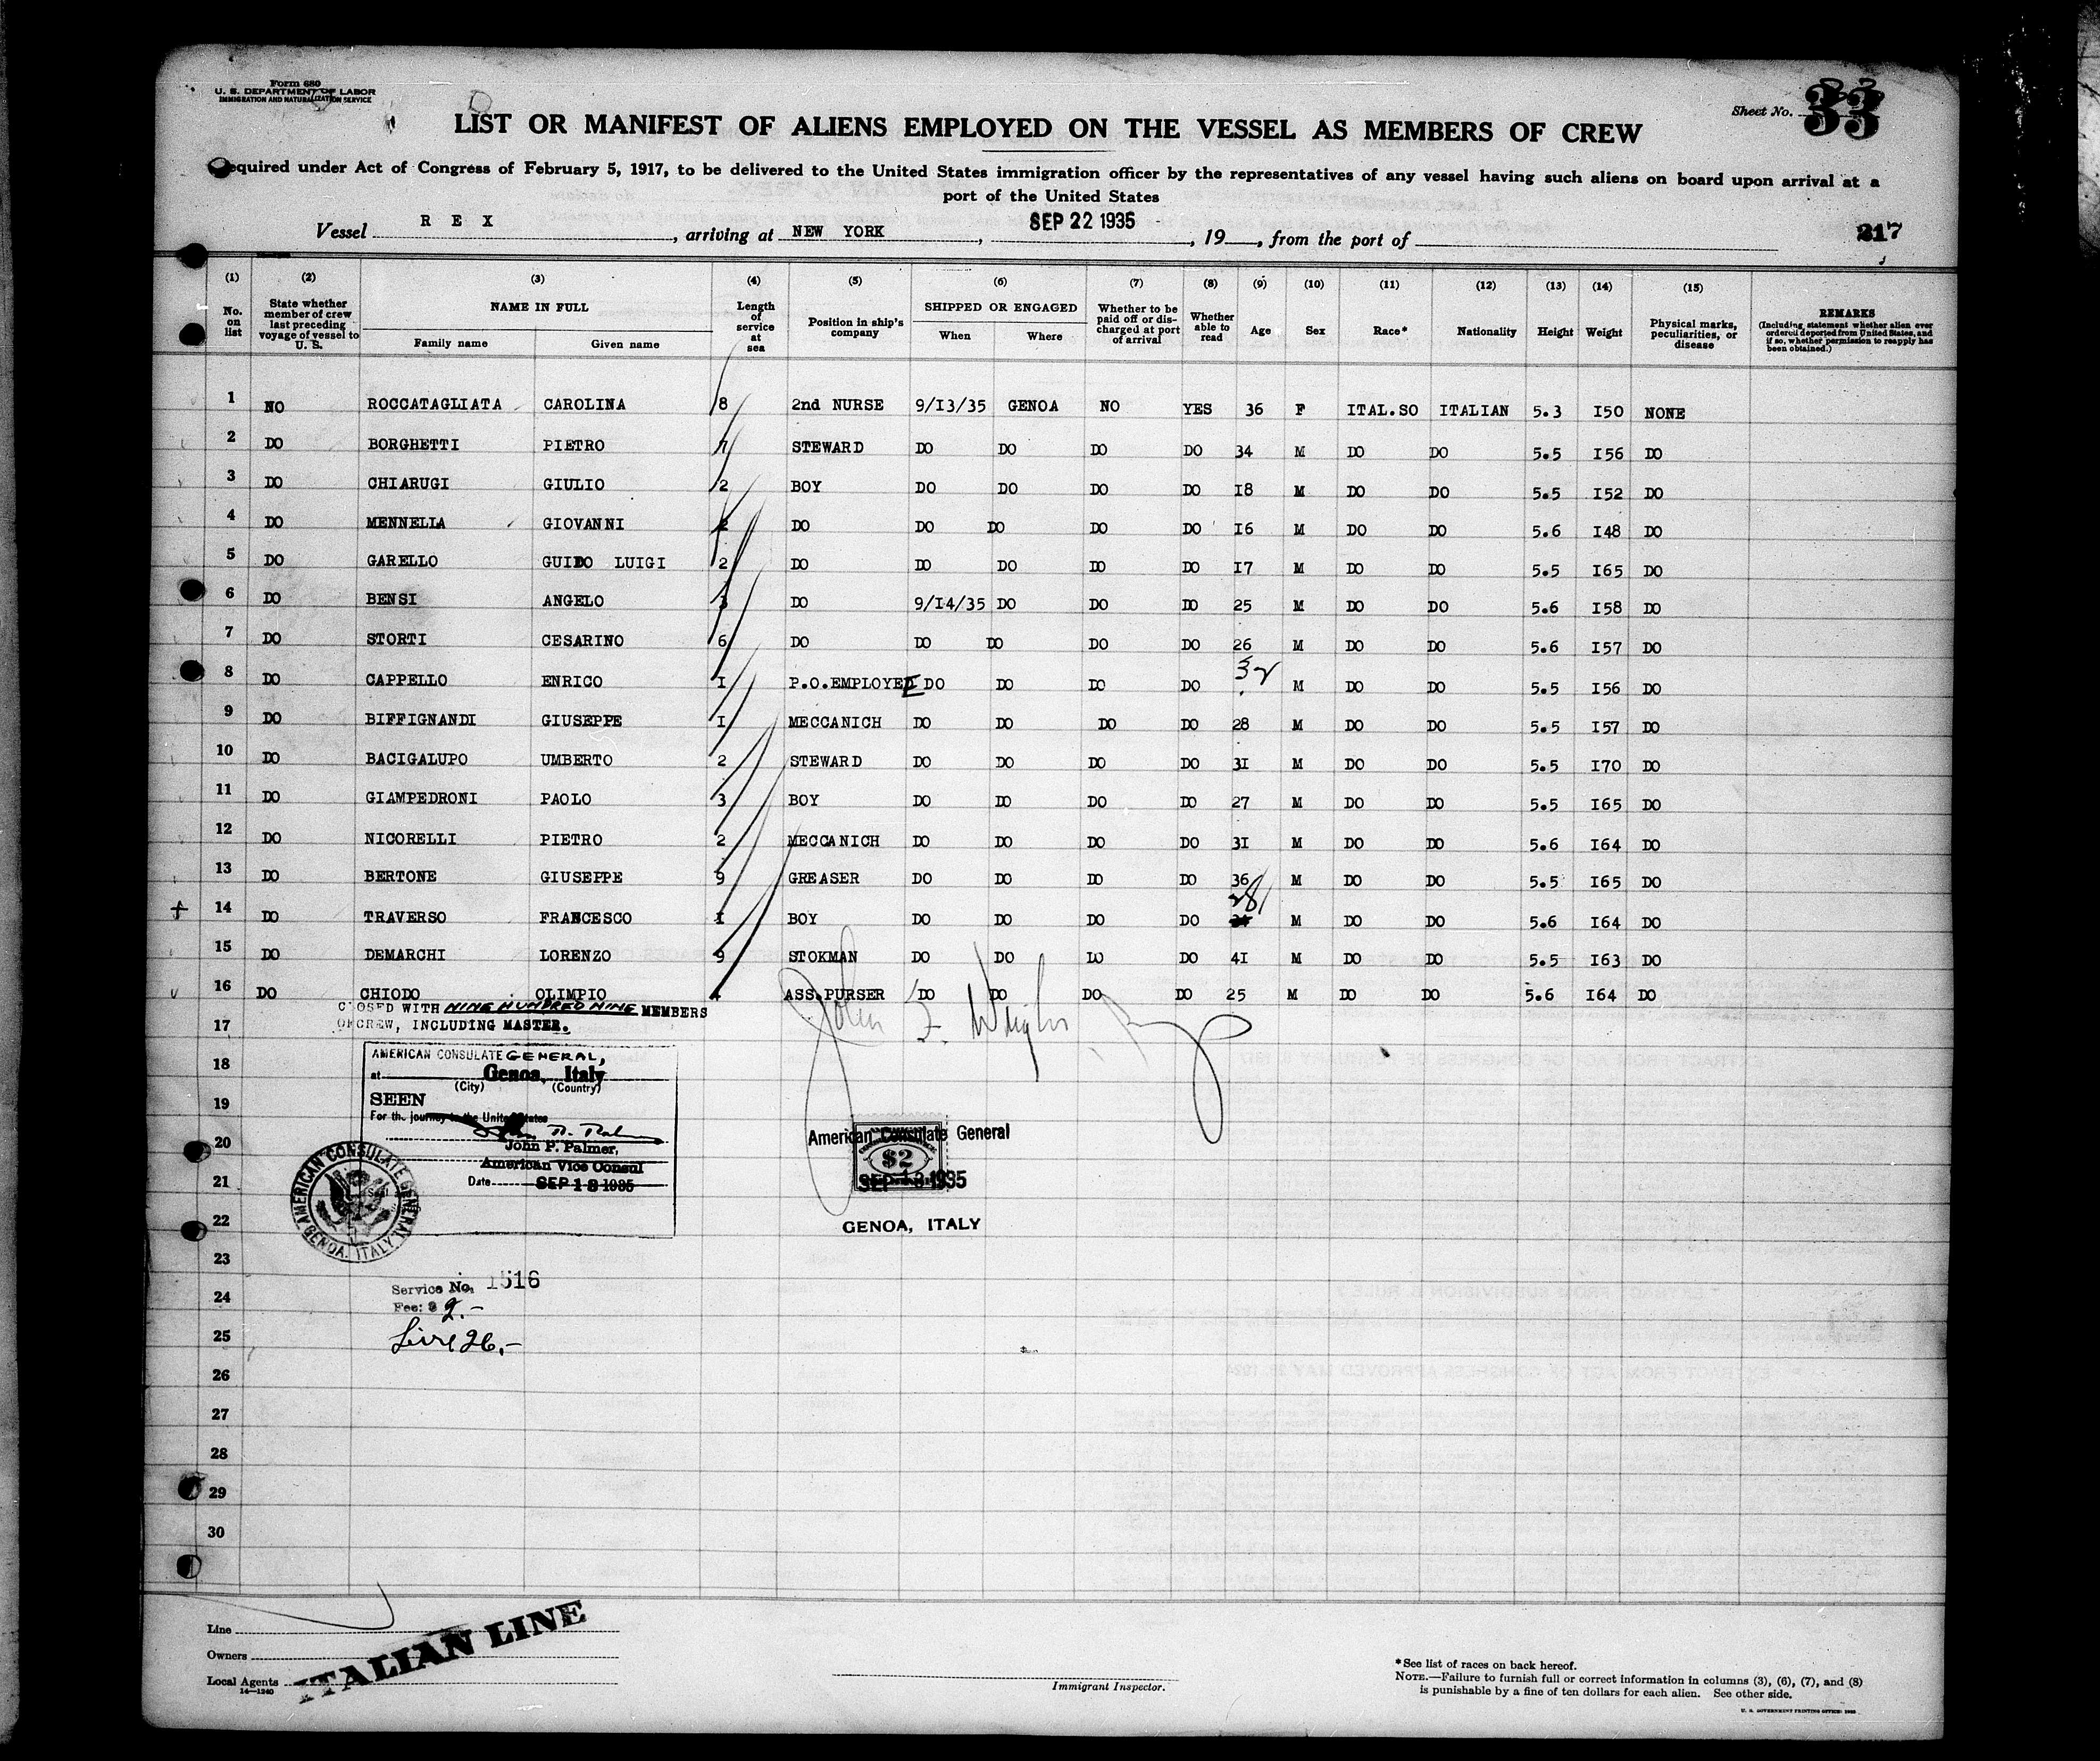 Form 680
U. S. DEPARTMENT OF LABOR
IMMIGRATION AND NATURALIZATION SERVICE
Sheet No. 33
LIST OR MANIFEST OF ALIENS EMPLOYED ON THE VESSEL AS MEMBERS OF CREW
Required under Act of Congress of February 5, 1917, to be delivered to the United States immigration officer by the representatives of any vessel having such aliens on board upon arrival at a
port of the United States
Vessel R E X, arriving at NEW YORK, SEP 22 1935, 19, from the port of 217
(1) (2) (3) (4) (5) (6) (7) (8) (9) (10) (11) (12) (13) (14) (15)
No. on list State whether member of crew last preceding voyage of vessel to U. S. NAME IN FULL Family name Given name Length of service at sea Position in ship's company SHIPPED OR ENGAGED When Where Whether to be paid off or discharged at port of arrival Whether able to read Age Sex Race* Nationality Height Weight Physical marks, peculiarities, or disease REMARKS (Including statement whether alien ever ordered deported from United States, and if so, whether permission to reapply has been obtained.)
1 NO ROCCATAGLIATA CAROLINA 8 2nd NURSE 9/13/35 GENOA NO YES 36 F ITAL.SO ITALIAN 5.3 150 NONE
2 DO BORGHETTI PIETRO 7 STEWARD DO DO DO DO 34 M DO DO 5.5 156 DO
3 DO CHIARUGI GIULIO 2 BOY DO DO DO DO 18 M DO DO 5.5 152 DO
4 DO MENNELLA GIOVANNI 2 DO DO DO DO DO 16 M DO DO 5.6 148 DO
5 DO GARELLO GUIDO LUIGI 2 DO DO DO DO DO 17 M DO DO 5.5 165 DO
6 DO BENSI ANGELO 3 DO 9/14/35 DO DO DO 25 M DO DO 5.6 158 DO
7 DO STORTI CESARINO 6 DO DO DO DO DO 26 M DO DO 5.6 157 DO
8 DO CAPPELLO ENRICO 1 P.O.EMPLOYEE DO DO DO DO 32 M DO DO 5.5 156 DO
9 DO BIFFIGNANDI GIUSEPPE 1 MECCANICH DO DO DO DO 28 M DO DO 5.5 157 DO
10 DO BACIGALUPO UMBERTO 2 STEWARD DO DO DO DO 31 M DO DO 5.5 170 DO
11 DO GIAMPEDRONI PAOLO 3 BOY DO DO DO DO 27 M DO DO 5.5 165 DO
12 DO NICORELLI PIETRO 2 MECCANICH DO DO DO DO 31 M DO DO 5.6 164 DO
13 DO BERTONE GIUSEPPE 9 GREASER DO DO DO DO 36 M DO DO 5.5 165 DO
14 DO TRAVERSO FRANCESCO 1 BOY DO DO DO DO 28 M DO DO 5.6 164 DO
15 DO DEMARCHI LORENZO 9 STOKMAN DO DO DO DO 41 M DO DO 5.5 163 DO
16 DO CHIODO OLIMPIO 4 ASS.PURSER DO DO DO DO 25 M DO DO 5.6 164 DO
CLOSED WITH NINE HUNDRED NINE MEMBERS
OF CREW, INCLUDING MASTER.
17
AMERICAN CONSULATE GENERAL,
18
at Genoa, Italy
(City) (Country)
19
SEEN
For the journey to the United States
20
John P. Palmer,
American Vice Consul
21
Date SEP 13 1935
AMERICAN CONSULATE GENERAL GENOA, ITALY
American Consulate General
$2
SEP 13 1935
GENOA, ITALY
22
23
Service No. 1516
24
Fee: $ 2.-
25
Lire 26.-
26
27
28
29
30
Line
Owners
Local Agents
14—1240
ITALIAN LINE
Immigrant Inspector.
*See list of races on back hereof.
NOTE.—Failure to furnish full or correct information in columns (3), (6), (7), and (8)
is punishable by a fine of ten dollars for each alien. See other side.